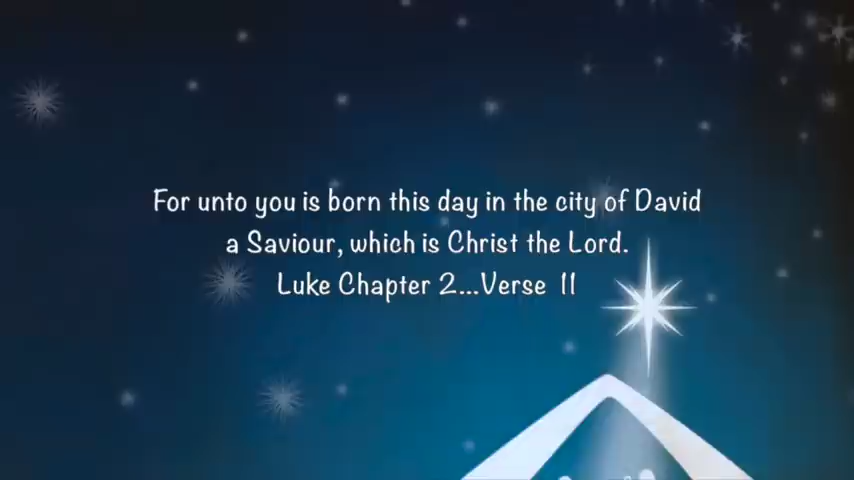 For unto you is born this day in the city of David
a Saviour, which is Christ the Lord.
Luke Chapter 2...Verse 11